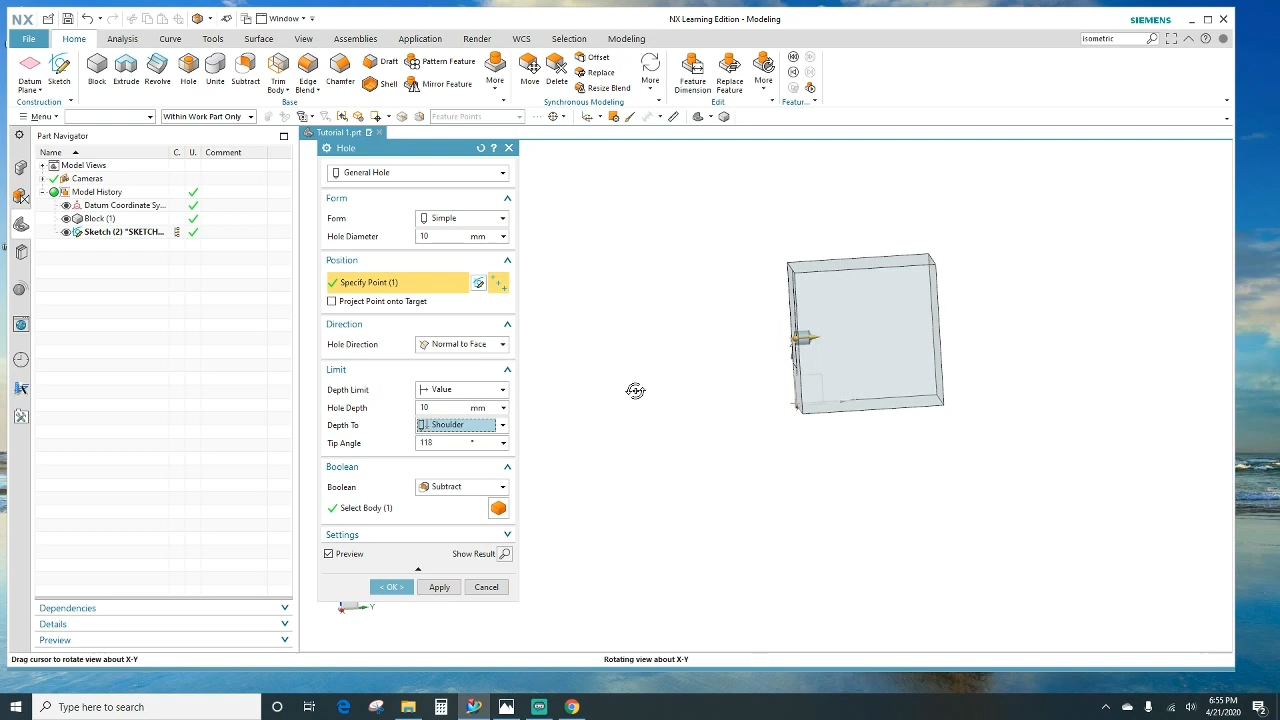 NX
Window
NX Learning Edition - Modeling
SIEMENS
File
Home
Analysis
Curve
Tools
Surface
View
Assemblies
Application
Render
WCS
Selection
Modeling
isometric
Datum Plane
Sketch
Block
Extrude
Revolve
Hole
Unite
Subtract
Trim Body
Edge Blend
Chamfer
Draft
Shell
Pattern Feature
Mirror Feature
More
Move
Delete
Offset
Replace
Resize Blend
More
Feature Dimension
Replace Feature
More
Construction
Base
Synchronous Modeling
Edit
Featur...
Menu
Within Work Part Only
Feature Points
Part Navigator
Tutorial 1.prt
Name
C.
U.
Comment
Model Views
Cameras
Model History
Datum Coordinate Sy...
Block (1)
Sketch (2) "SKETCH...
Dependencies
Details
Preview
Hole
General Hole
Form
Form
Simple
Hole Diameter
10 mm
Position
Specify Point (1)
Project Point onto Target
Direction
Hole Direction
Normal to Face
Limit
Depth Limit
Value
Hole Depth
10 mm
Depth To
Shoulder
Tip Angle
118 °
Boolean
Boolean
Subtract
Select Body (1)
Settings
Preview
Show Result
< OK >
Apply
Cancel
Y
Drag cursor to rotate view about X-Y
Rotating view about X-Y
Type here to search
6:55 PM
4/21/2020
2